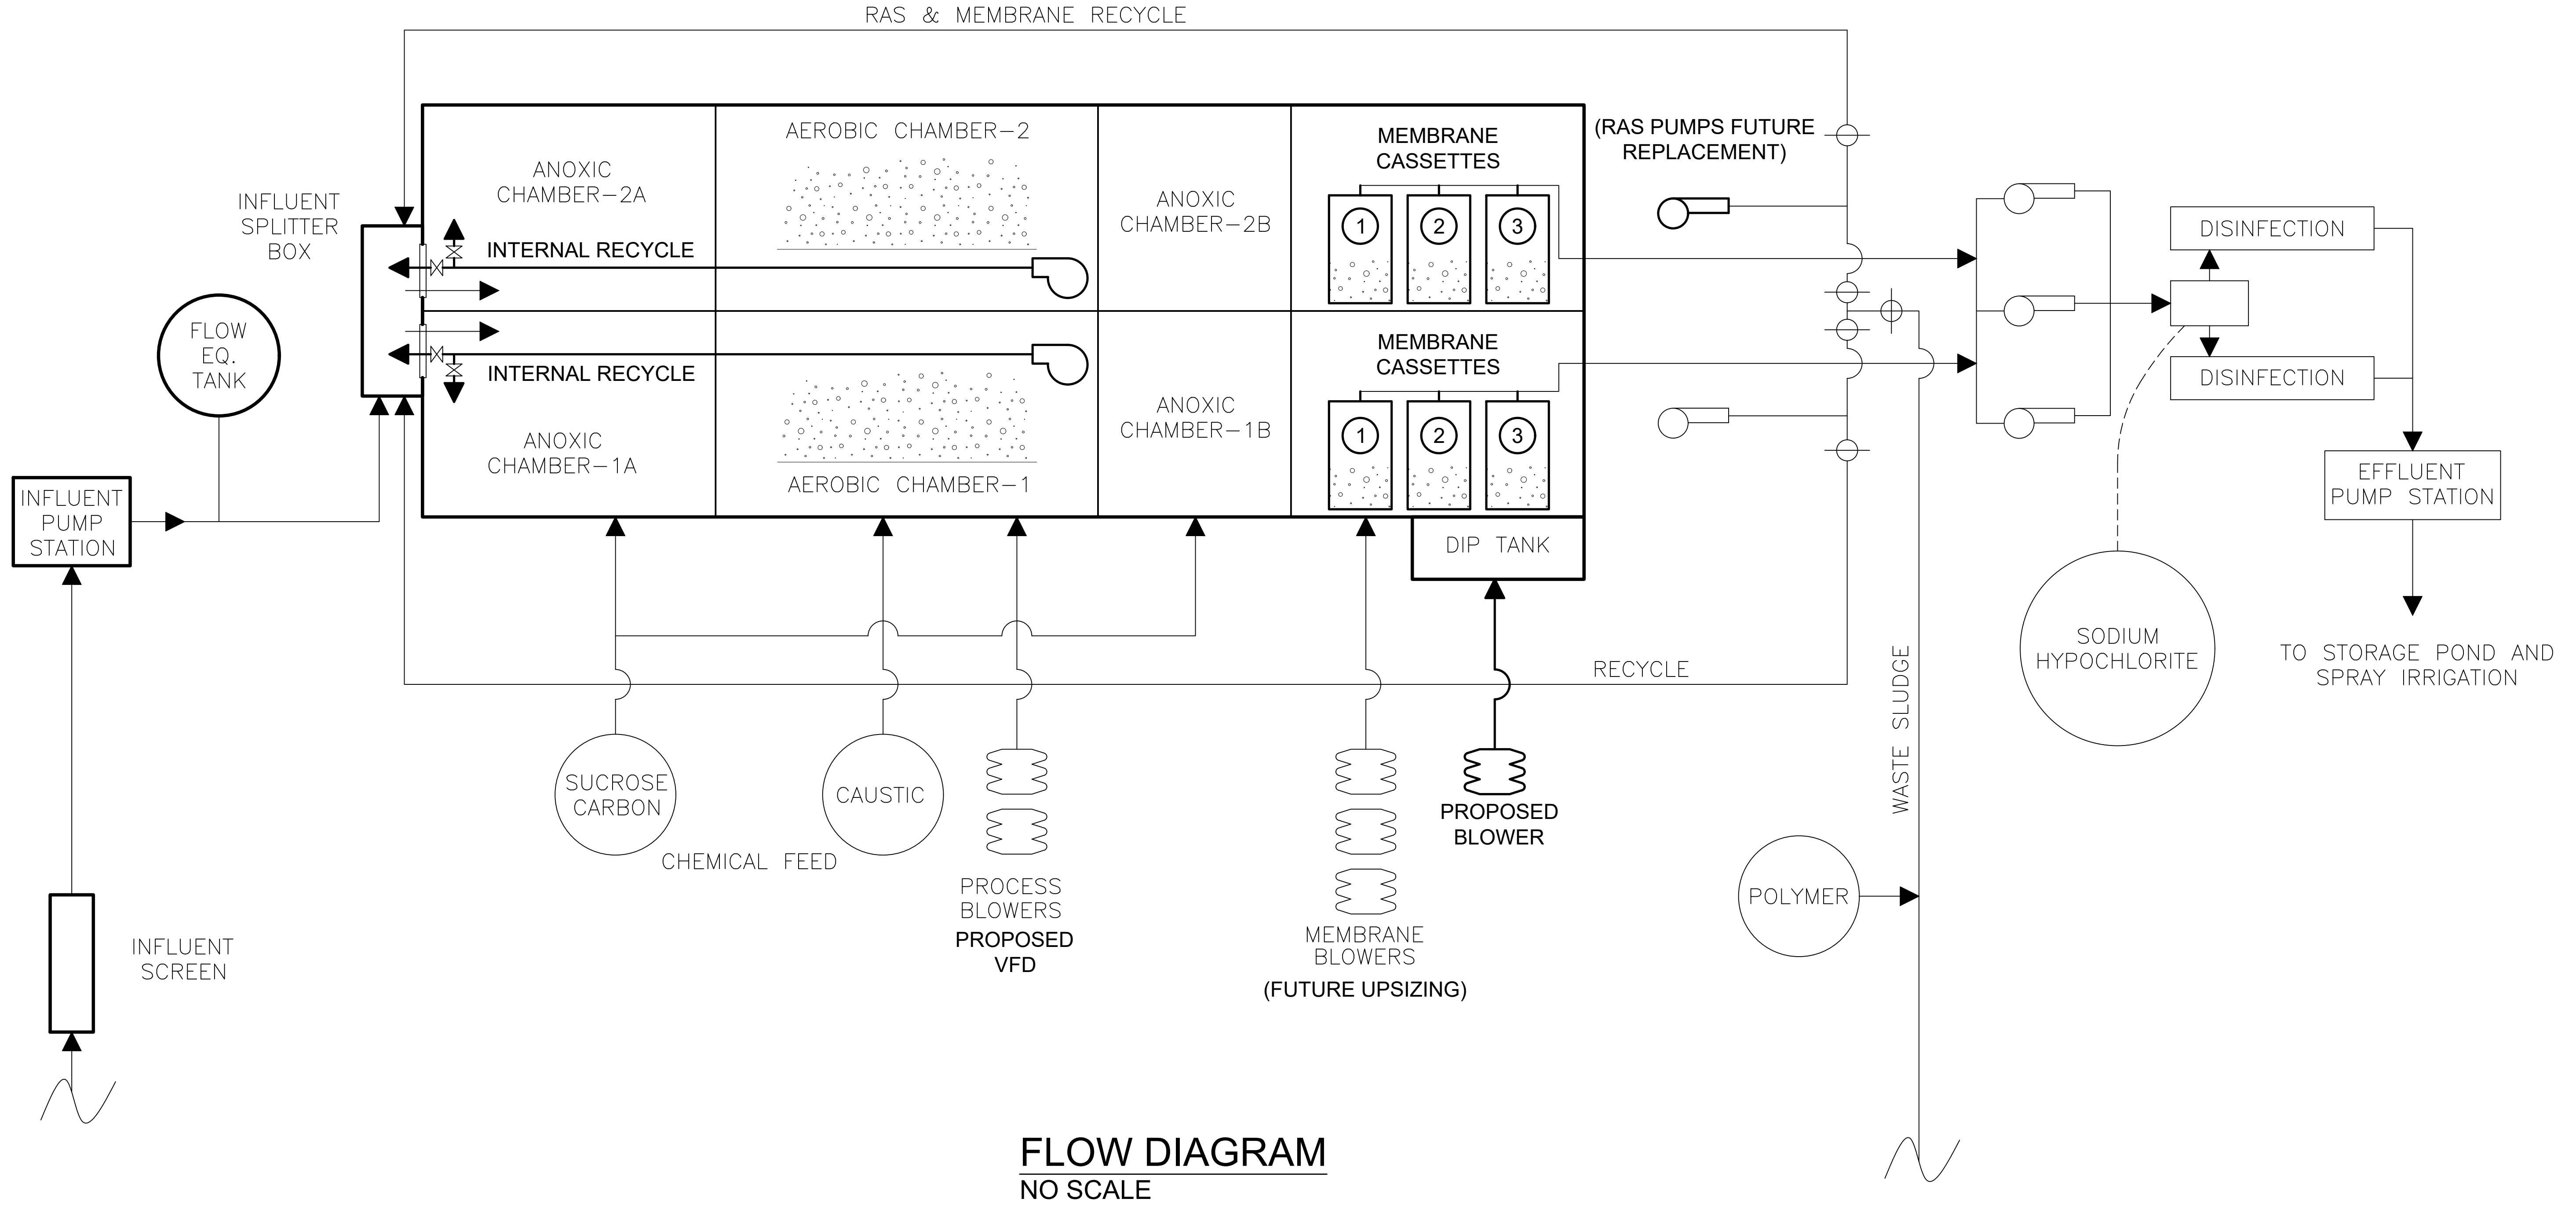 RAS & MEMBRANE RECYCLE
INFLUENT
SPLITTER
BOX
FLOW
EQ.
TANK
INFLUENT
PUMP
STATION
INFLUENT
SCREEN
ANOXIC
CHAMBER-2A
INTERNAL RECYCLE
AEROBIC CHAMBER-2
ANOXIC
CHAMBER-2B
MEMBRANE
CASSETTES
1
2
3
INTERNAL RECYCLE
ANOXIC
CHAMBER-1A
AEROBIC CHAMBER-1
ANOXIC
CHAMBER-1B
MEMBRANE
CASSETTES
1
2
3
DIP TANK
(RAS PUMPS FUTURE
REPLACEMENT)
DISINFECTION
DISINFECTION
EFFLUENT
PUMP STATION
TO STORAGE POND AND
SPRAY IRRIGATION
SODIUM
HYPOCHLORITE
RECYCLE
WASTE SLUDGE
POLYMER
SUCROSE
CARBON
CAUSTIC
CHEMICAL FEED
PROCESS
BLOWERS
PROPOSED
VFD
MEMBRANE
BLOWERS
(FUTURE UPSIZING)
PROPOSED
BLOWER
FLOW DIAGRAM
NO SCALE